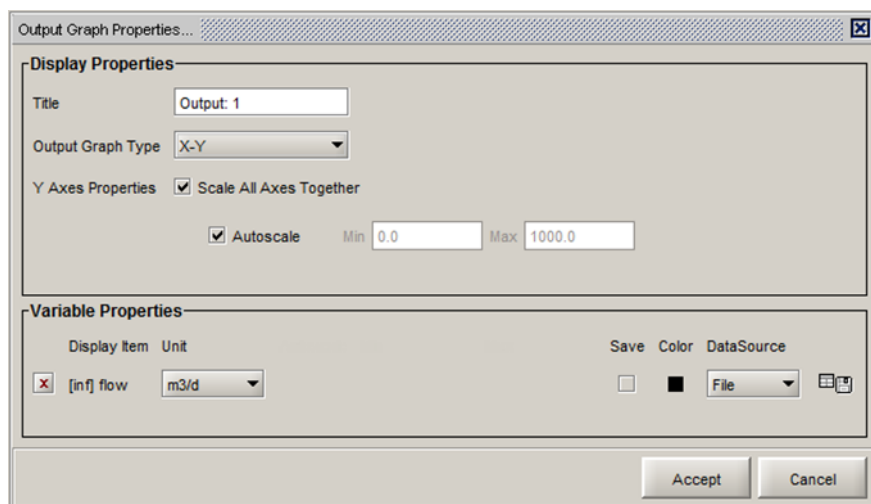 Output Graph Properties...
Display Properties
Title Output: 1
Output Graph Type X-Y
Y Axes Properties Scale All Axes Together
Autoscale Min 0.0 Max 1000.0
Variable Properties
Display Item Unit Save Color DataSource
x [inf] flow m3/d File
Accept Cancel